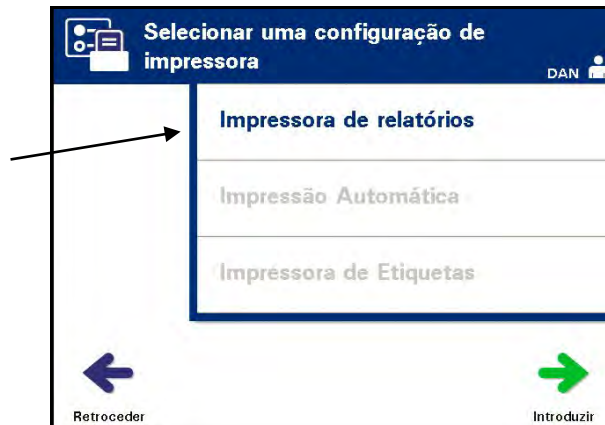 Selecionar uma configuração de
impressora
DAN
Impressora de relatórios
Impressão Automática
Impressora de Etiquetas
Retroceder
Introduzir